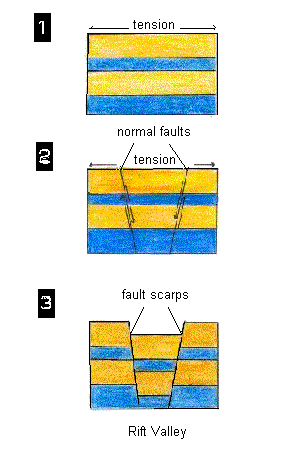 1
tension
normal faults
2
tension
3
fault scarps
Rift Valley